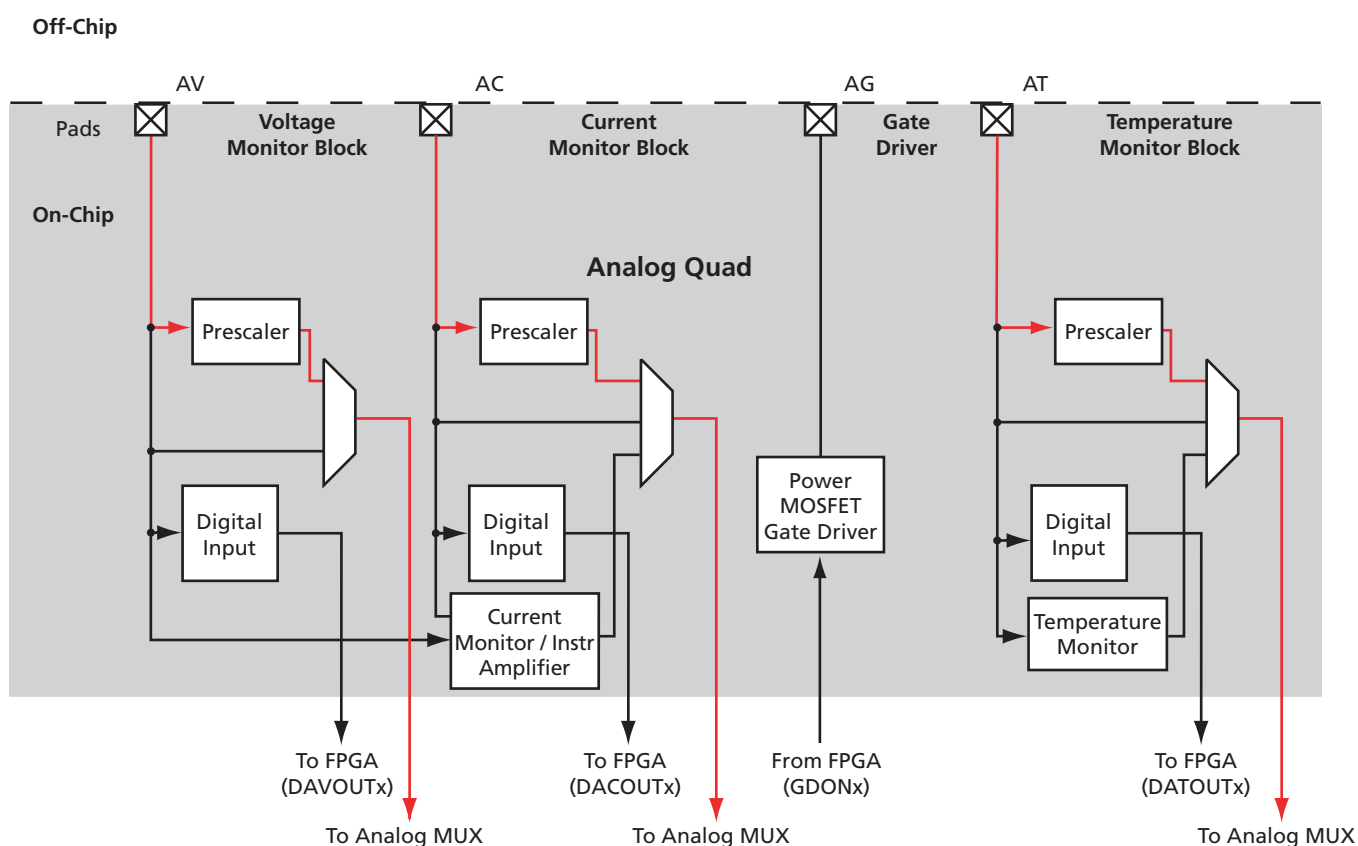 Off-Chip
AV
AC
AG
AT
Pads
Voltage
Monitor Block
Current
Monitor Block
Gate
Driver
Temperature
Monitor Block
On-Chip
Analog Quad
Prescaler
Prescaler
Prescaler
Power
MOSFET
Gate Driver
Digital
Input
Digital
Input
Digital
Input
Current
Monitor / Instr
Amplifier
Temperature
Monitor
To FPGA
(DAVOUTx)
To FPGA
(DACOUTx)
From FPGA
(GDONx)
To FPGA
(DATOUTx)
To Analog MUX
To Analog MUX
To Analog MUX